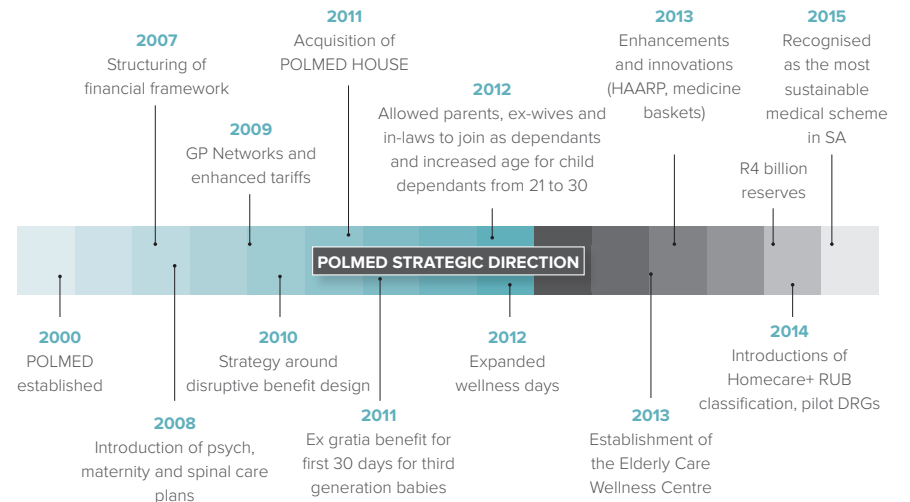 2007
Structuring of
financial framework
2009
GP Networks and
enhanced tariffs
2011
Acquisition of
POLMED HOUSE
2012
Allowed parents, ex-wives and
in-laws to join as dependants
and increased age for child
dependants from 21 to 30
2013
Enhancements
and innovations
(HAARP, medicine
baskets)
R4 billion
reserves
2015
Recognised
as the most
sustainable
medical scheme
in SA
POLMED STRATEGIC DIRECTION
2000
POLMED
established
2008
Introduction of psych,
maternity and spinal care
plans
2010
Strategy around
disruptive benefit design
2011
Ex gratia benefit for
first 30 days for third
generation babies
2012
Expanded
wellness days
2013
Establishment of
the Elderly Care
Wellness Centre
2014
Introductions of
Homecare+ RUB
classification, pilot DRGs